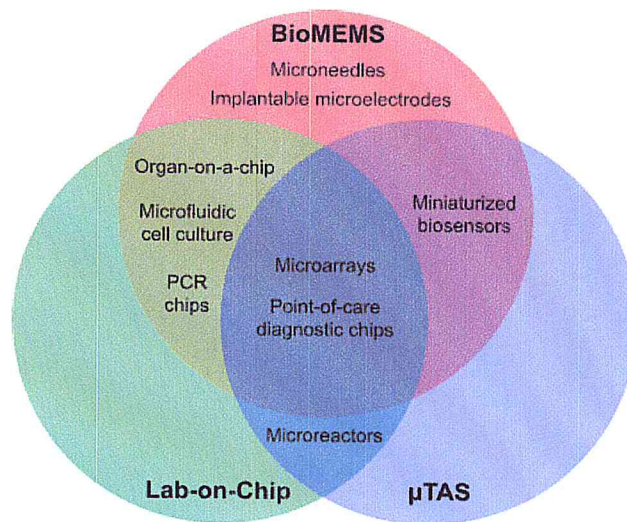 BioMEMS
Microneedles
Implantable microelectrodes
Organ-on-a-chip
Microfluidic
cell culture
PCR
chips
Miniaturized
biosensors
Microarrays
Point-of-care
diagnostic chips
Microreactors
Lab-on-Chip
µTAS